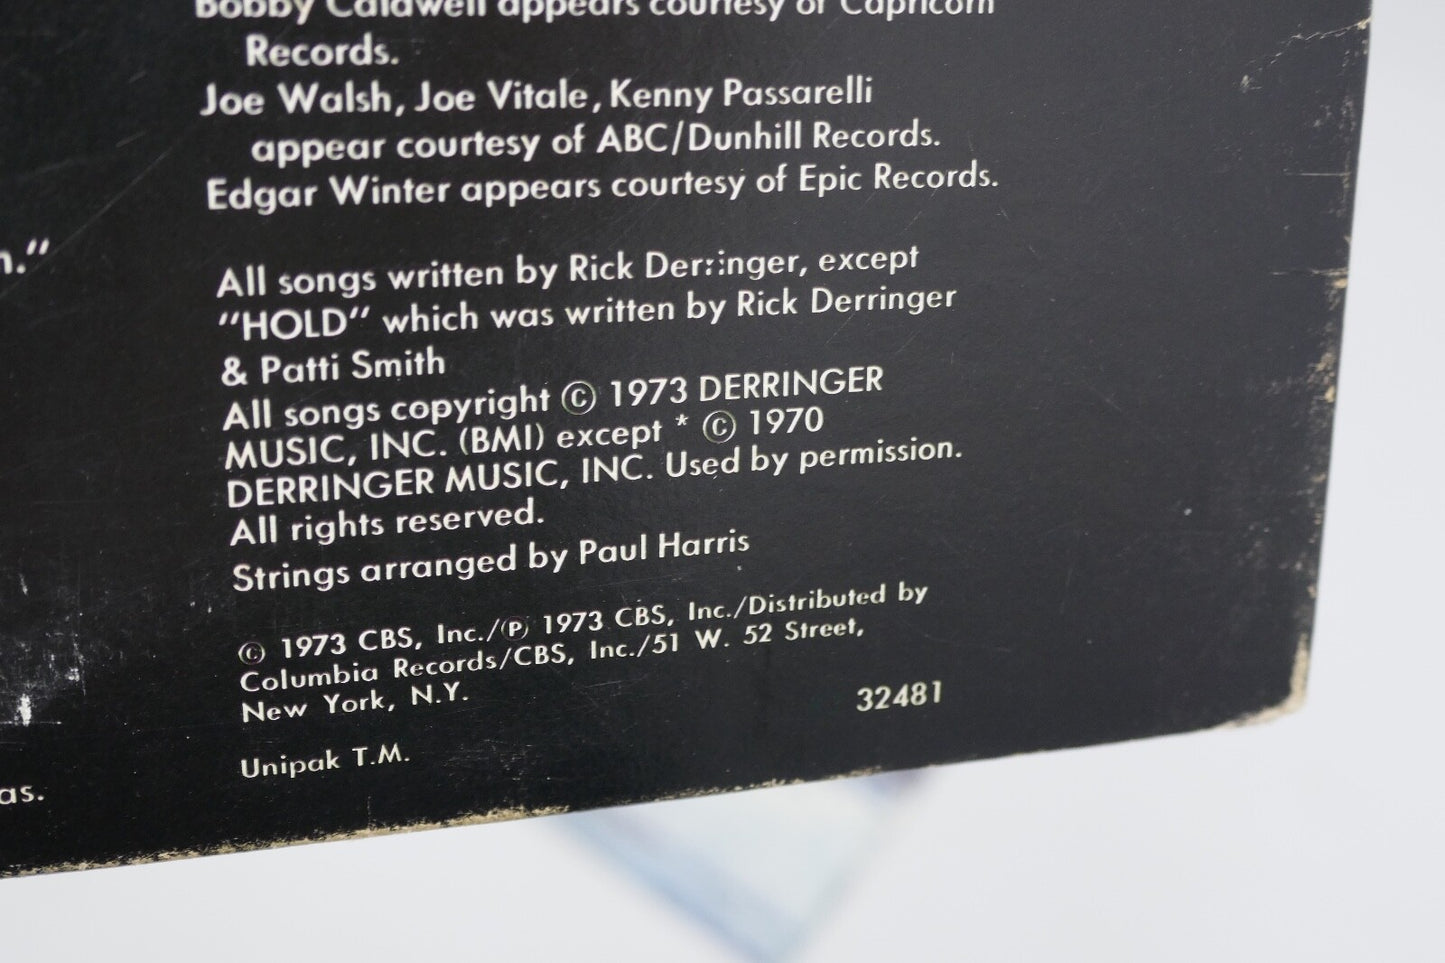 Bobby Caldwell appears courtesy of Capricorn
Records.
Joe Walsh, Joe Vitale, Kenny Passarelli
appear courtesy of ABC/Dunhill Records.
Edgar Winter appears courtesy of Epic Records.
n."
All songs written by Rick Derringer, except
"HOLD" which was written by Rick Derringer
& Patti Smith
All songs copyright © 1973 DERRINGER
MUSIC, INC. (BMI) except * © 1970
DERRINGER MUSIC, INC. Used by permission.
All rights reserved.
Strings arranged by Paul Harris
© 1973 CBS, Inc./℗ 1973 CBS, Inc./Distributed by
Columbia Records/CBS, Inc./51 W. 52 Street,
New York, N.Y.
32481
Unipak T.M.
as.